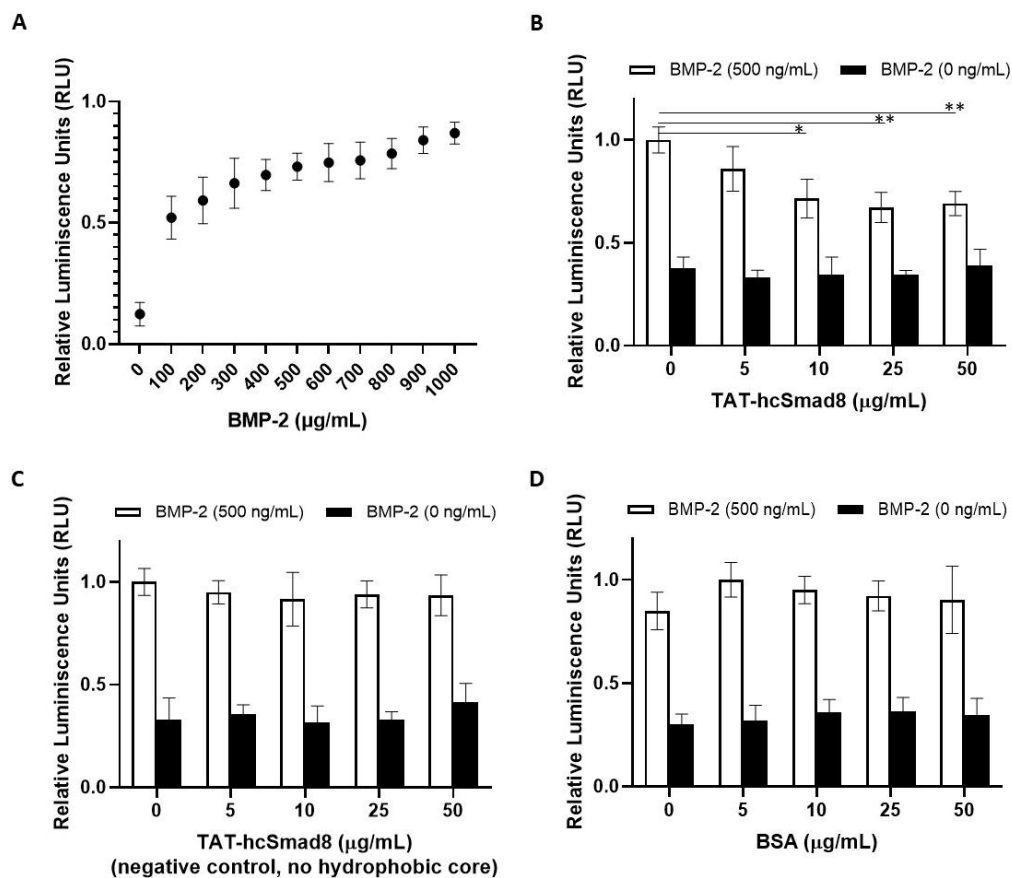 A
Relative Luminiscence Units (RLU)
1.0
0.5
0.0
0 100 200 300 400 500 600 700 800 900 1000
BMP-2 (µg/mL)
B
BMP-2 (500 ng/mL) BMP-2 (0 ng/mL)
Relative Luminiscence Units (RLU)
**
**
*
1.0
0.5
0.0
0 5 10 25 50
TAT-hcSmad8 (µg/mL)
C
BMP-2 (500 ng/mL) BMP-2 (0 ng/mL)
Relative Luminiscence Units (RLU)
1.0
0.5
0.0
0 5 10 25 50
TAT-hcSmad8 (µg/mL)
(negative control, no hydrophobic core)
D
BMP-2 (500 ng/mL) BMP-2 (0 ng/mL)
Relative Luminiscence Units (RLU)
1.0
0.5
0.0
0 5 10 25 50
BSA (µg/mL)